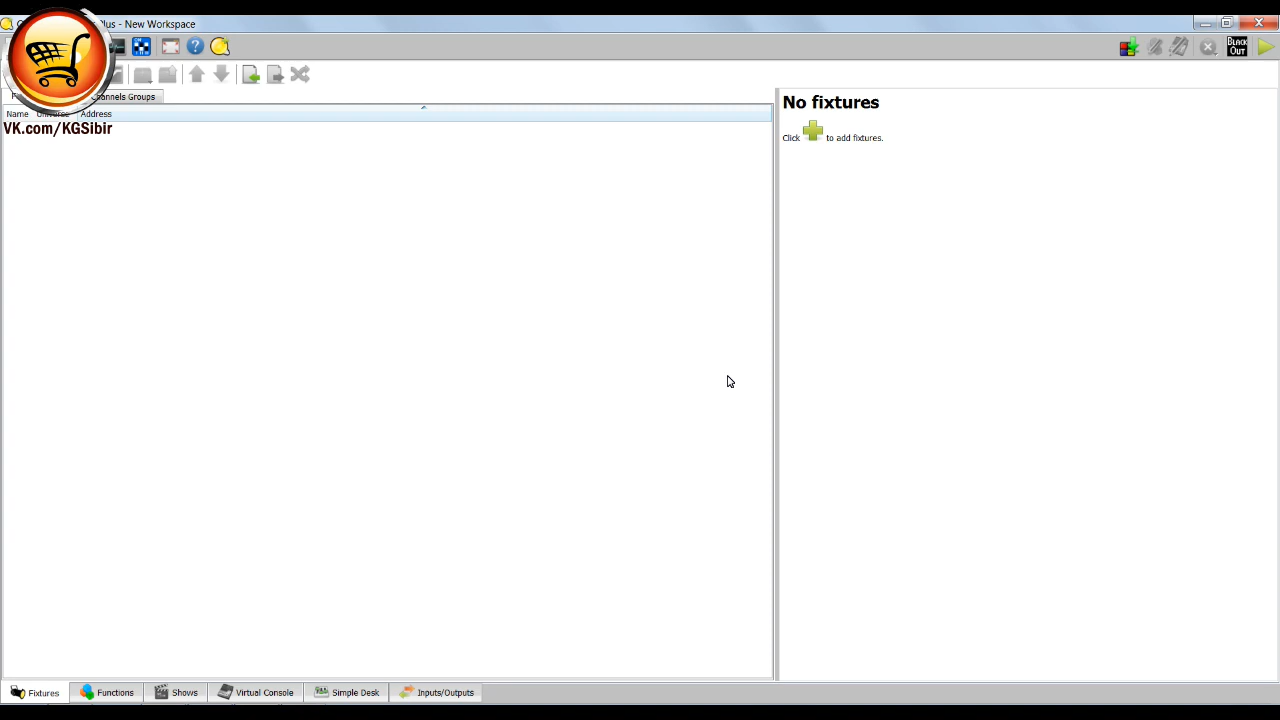 Plus - New Workspace
BLACK OUT
Channels Groups
Name Universe Address
VK.com/KGSibir
No fixtures
Click to add fixtures.
Fixtures Functions Shows Virtual Console Simple Desk Inputs/Outputs